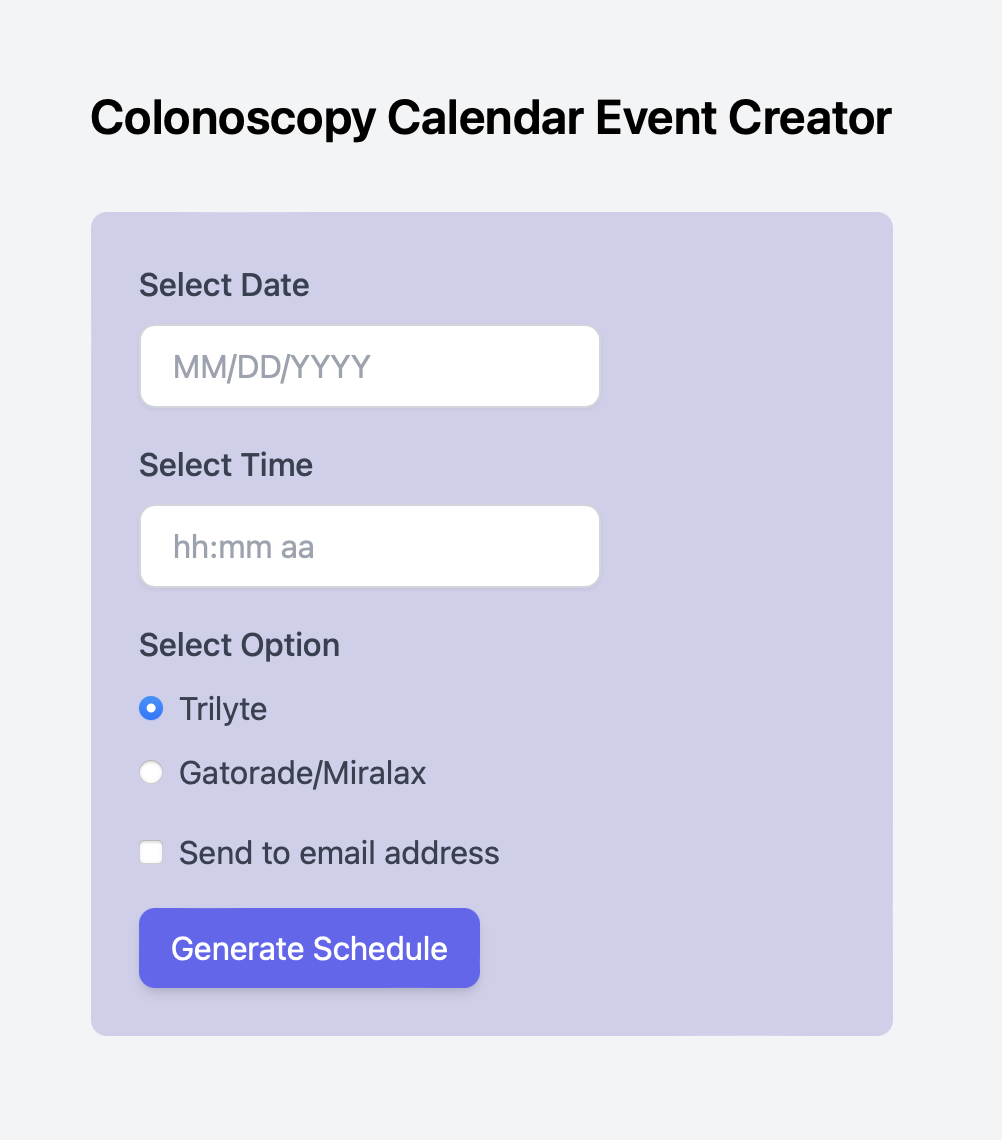 Colonoscopy Calendar Event Creator
Select Date
MM/DD/YYYY
Select Time
hh:mm aa
Select Option
Trilyte
Gatorade/Miralax
Send to email address
Generate Schedule